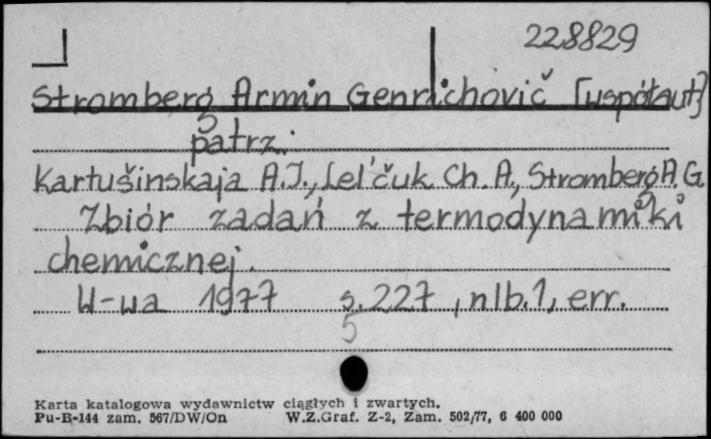 228829
Stromberg Armin Genrichovič [współaut]
patrz:
Kartušinskaja A.I., Lel'čuk Ch. A., Stromberg A. G
Zbiór zadań z termodynamiki
chemicznej.
W-wa 1977 s. 227, nlb. 1, err.
5
Karta katalogowa wydawnictw ciągłych i zwartych.
Pu-B-144 zam. 567/DW/On W.Z.Graf. Z-2, Zam. 502/77, 6 400 000